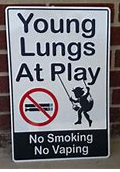 Young
Lungs
At Play
No Smoking
No Vaping